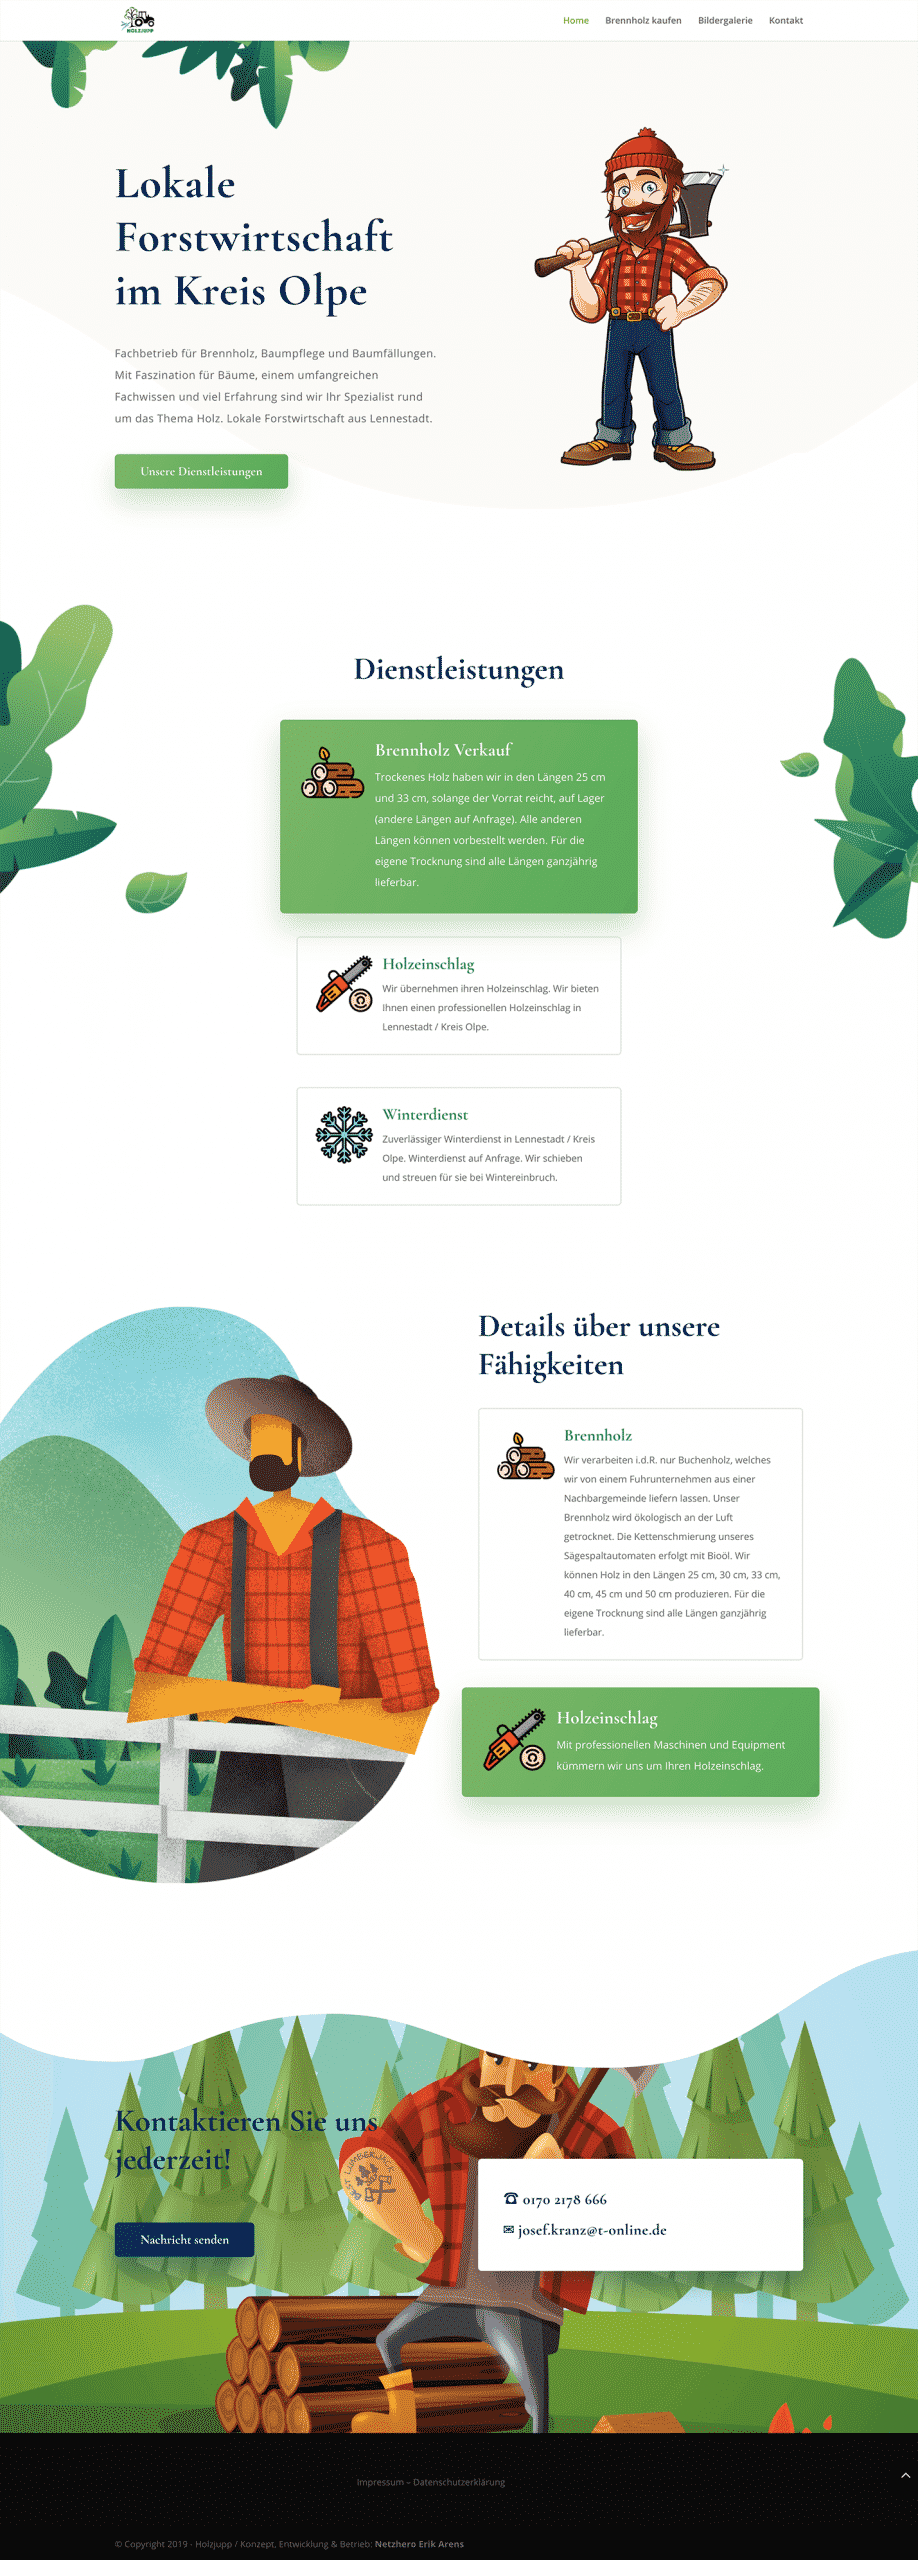 HOLZJUPP
Home
Brennholz kaufen
Bildergalerie
Kontakt
Lokale
Forstwirtschaft
im Kreis Olpe
Fachbetrieb für Brennholz, Baumpflege und Baumfällungen.
Mit Faszination für Bäume, einem umfangreichen
Fachwissen und viel Erfahrung sind wir Ihr Spezialist rund
um das Thema Holz. Lokale Forstwirtschaft aus Lennestadt.
Unsere Dienstleistungen
Dienstleistungen
Brennholz Verkauf
Trockenes Holz haben wir in den Längen 25 cm
und 33 cm, solange der Vorrat reicht, auf Lager
(andere Längen auf Anfrage). Alle anderen
Längen können vorbestellt werden. Für die
eigene Trocknung sind alle Längen ganzjährig
lieferbar.
Holzeinschlag
Wir übernehmen ihren Holzeinschlag. Wir bieten
Ihnen einen professionellen Holzeinschlag in
Lennestadt / Kreis Olpe.
Winterdienst
Zuverlässiger Winterdienst in Lennestadt / Kreis
Olpe. Winterdienst auf Anfrage. Wir schieben
und streuen für sie bei Wintereinbruch.
Details über unsere
Fähigkeiten
Brennholz
Wir verarbeiten i.d.R. nur Buchenholz, welches
wir von einem Fuhrunternehmen aus einer
Nachbargemeinde liefern lassen. Unser
Brennholz wird ökologisch an der Luft
getrocknet. Die Kettenschmierung unseres
Sägespaltautomaten erfolgt mit Bioöl. Wir
können Holz in den Längen 25 cm, 30 cm, 33 cm,
40 cm, 45 cm und 50 cm produzieren. Für die
eigene Trocknung sind alle Längen ganzjährig
lieferbar.
Holzeinschlag
Mit professionellen Maschinen und Equipment
kümmern wir uns um Ihren Holzeinschlag.
Kontaktieren Sie uns
jederzeit!
Nachricht senden
BEST LUMBERJACK
☎ 0170 2178 666
✉ josef.kranz@t-online.de
Impressum – Datenschutzerklärung
© Copyright 2019 - Holzjupp / Konzept, Entwicklung & Betrieb: Netzhero Erik Arens